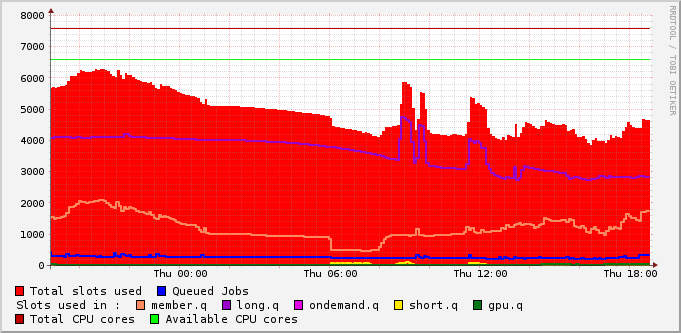 8000
7000
6000
5000
4000
3000
2000
1000
0
Thu 00:00 Thu 06:00 Thu 12:00 Thu 18:00
RRDTOOL / TOBI OETIKER
Total slots used Queued Jobs
Slots used in : member.q long.q ondemand.q short.q gpu.q
Total CPU cores Available CPU cores